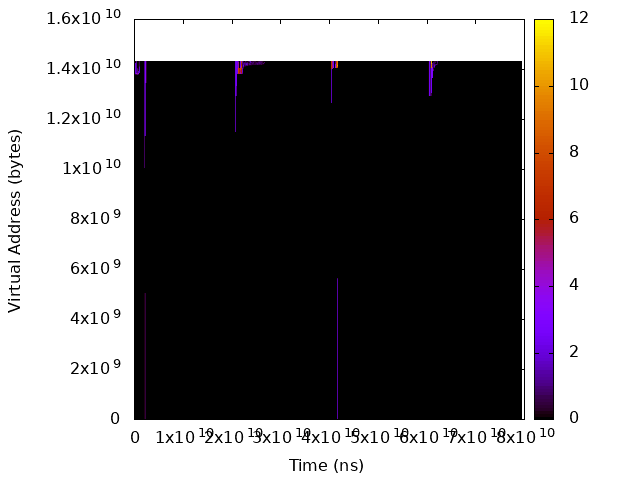 1.6x10 10
1.4x10 10
1.2x10 10
1x10 10
8x10 9
6x10 9
4x10 9
2x10 9
0
Virtual Address (bytes)
0 1x10 10 2x10 10 3x10 10 4x10 10 5x10 10 6x10 10 7x10 10 8x10 10
Time (ns)
12
10
8
6
4
2
0